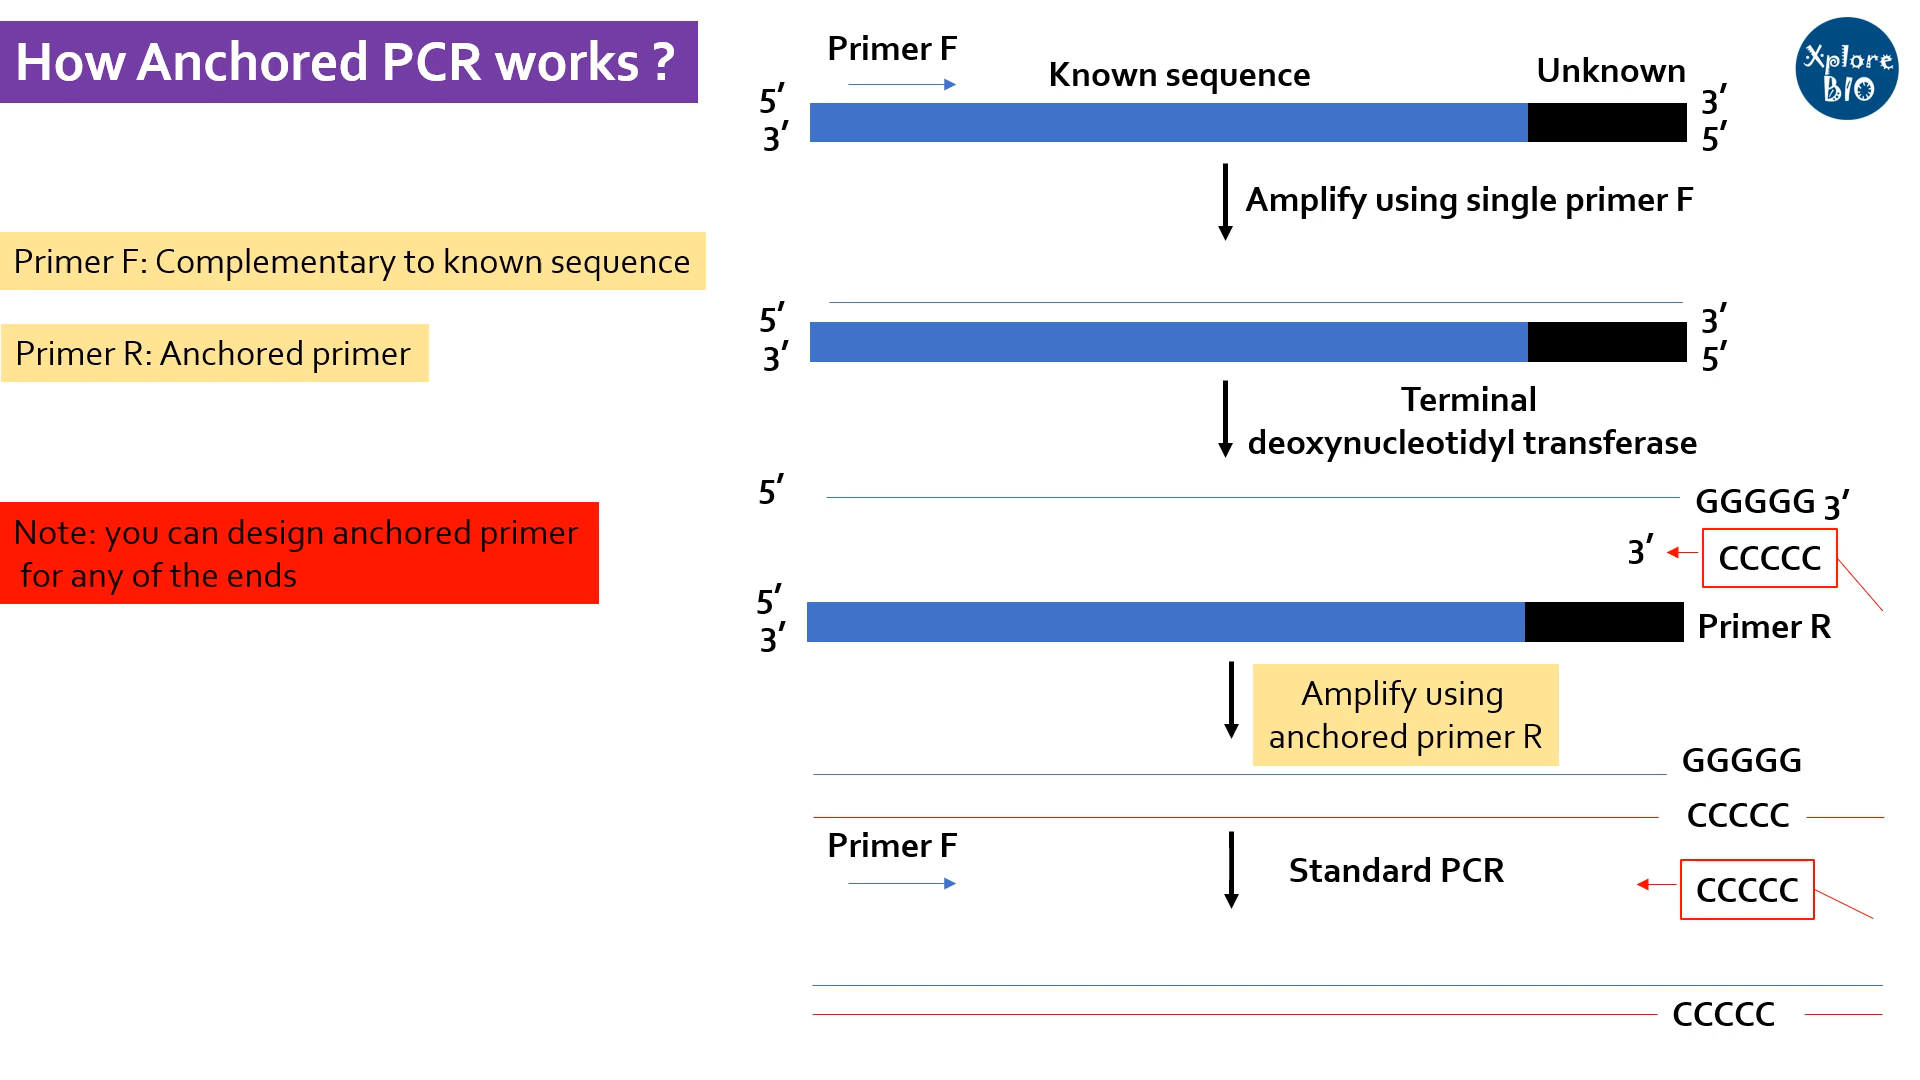 How Anchored PCR works ?
Primer F
Known sequence
Unknown
Xplore
BIO
5’
3’
3’
5’
Amplify using single primer F
Primer F: Complementary to known sequence
Primer R: Anchored primer
5’
3’
3’
5’
Terminal
deoxynucleotidyl transferase
5’
GGGGG 3’
3’
CCCCC
Note: you can design anchored primer
for any of the ends
5’
3’
Primer R
Amplify using
anchored primer R
GGGGG
CCCCC
Primer F
Standard PCR
CCCCC
CCCCC